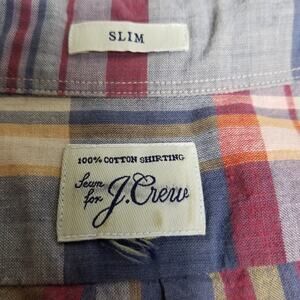 SLIM
100% COTTON SHIRTING
Sewn
for J.Crew